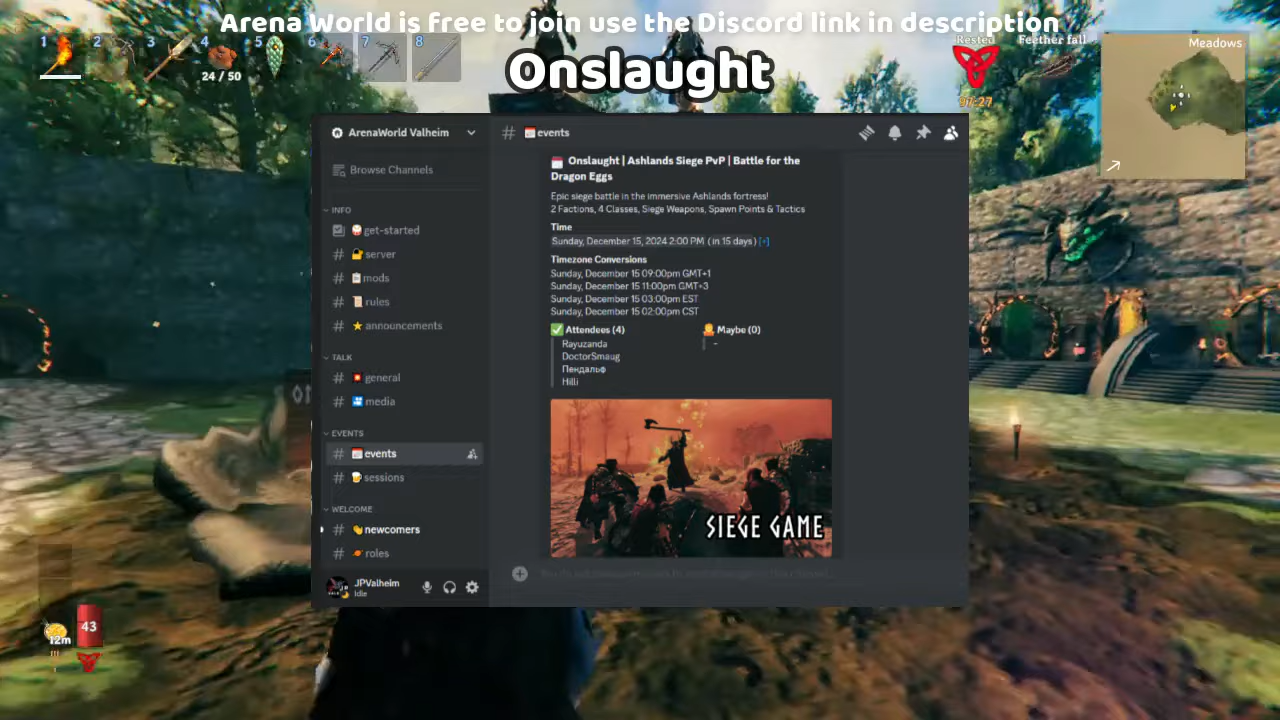 Arena World is free to join use the Discord link in description
Onslaught
1 2 3 4 5 6 7 8
24 / 50
Rested
Feether fall
07:27
Meadows
ArenaWorld Valheim
Browse Channels
INFO
get-started
server
mods
rules
announcements
TALK
general
media
EVENTS
events
sessions
WELCOME
newcomers
roles
JPValheim
Idle
events
Onslaught | Ashlands Siege PvP | Battle for the
Dragon Eggs
Epic siege battle in the immersive Ashlands fortress!
2 Factions, 4 Classes, Siege Weapons, Spawn Points & Tactics
Time
Sunday, December 15, 2024 2:00 PM (in 15 days) [+]
Timezone Conversions
Sunday, December 15 09:00pm GMT+1
Sunday, December 15 11:00pm GMT+3
Sunday, December 15 03:00pm EST
Sunday, December 15 02:00pm CST
Attendees (4)
Rayuzanda
DoctorSmaug
Пендальф
Hilli
Maybe (0)
-
SIEGE GAME
43
12m